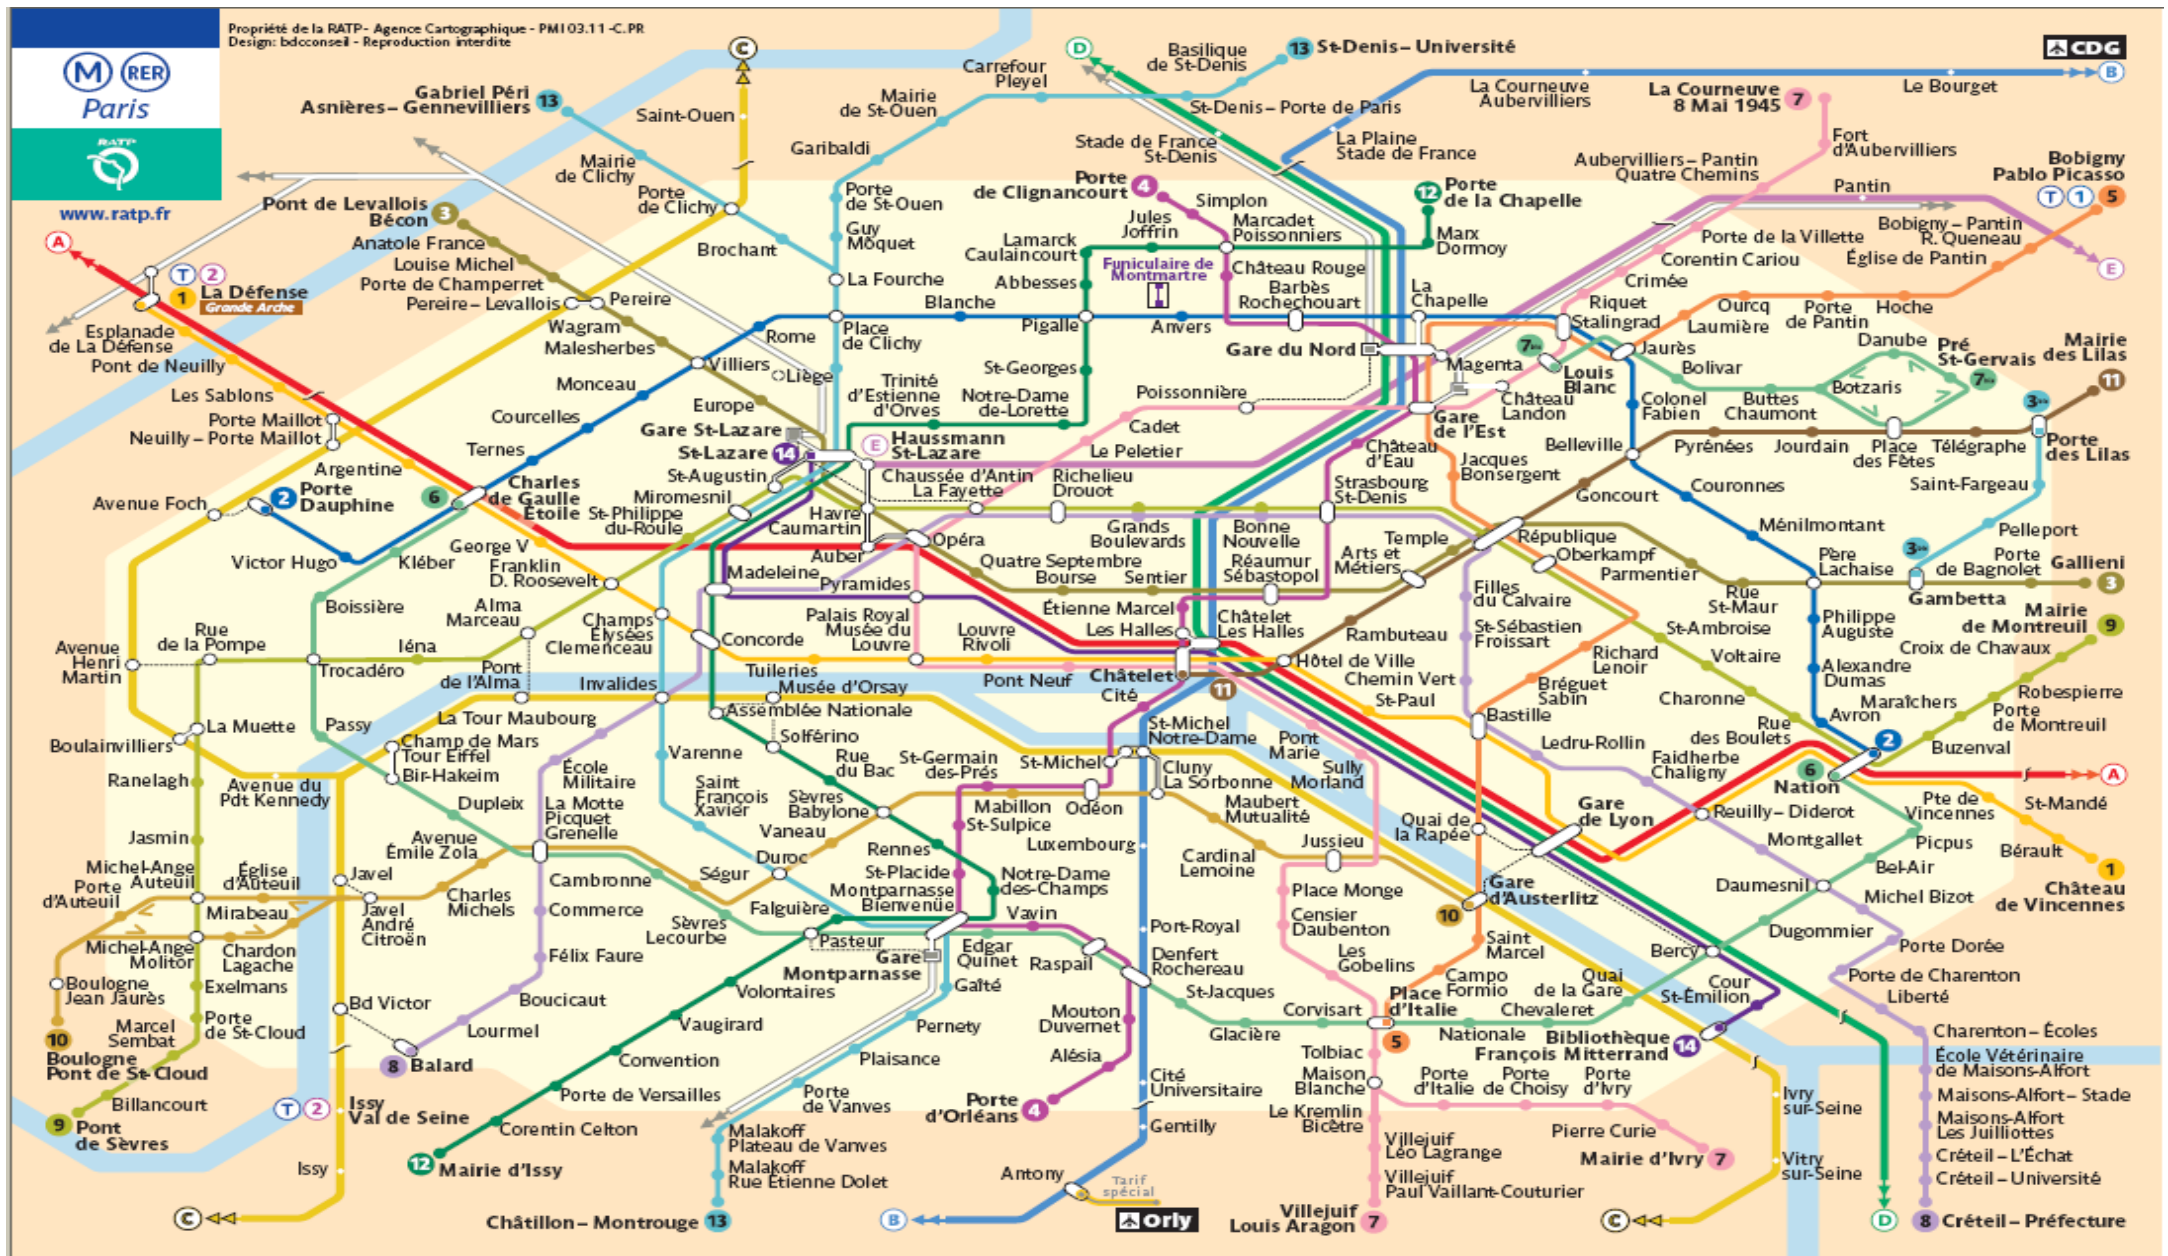 Propriété de la RATP - Agence Cartographique - PMI 03.11 -C.PR
Design: bdcconseil - Reproduction interdite
M RER
Paris
RATP
www.ratp.fr
C
D
Basilique
de St-Denis
13 St-Denis – Université
CDG
B
Carrefour
Pleyel
La Courneuve
Aubervilliers
La Courneuve
8 Mai 1945
7
Le Bourget
Gabriel Péri
Asnières – Gennevilliers
13
Saint-Ouen
Mairie
de St-Ouen
St-Denis – Porte de Paris
Fort
d'Aubervilliers
Garibaldi
Stade de France
St-Denis
La Plaine
Stade de France
Aubervilliers – Pantin
Quatre Chemins
Bobigny
Pablo Picasso
T 1 5
Mairie
de Clichy
Porte
de Clichy
Porte
de St-Ouen
Porte
de Clignancourt
4
Simplon
12
Porte
de la Chapelle
Pantin
Pont de Levallois
Bécon
3
Guy
Môquet
Jules
Joffrin
Marcadet
Poissonniers
Marx
Dormoy
Bobigny – Pantin
R. Queneau
A
Anatole France
Brochant
Lamarck
Caulaincourt
Porte de la Villette
Église de Pantin
Louise Michel
Funiculaire de
Montmartre
Château Rouge
Corentin Cariou
E
T 2
Porte de Champerret
La Fourche
Abbesses
Barbès
Rochechouart
La
Chapelle
Crimée
1 La Défense
Grande Arche
Pereire – Levallois
Pereire
Blanche
Riquet
Ourcq
Porte
de Pantin
Hoche
Esplanade
de La Défense
Wagram
Rome
Place
de Clichy
Pigalle
Anvers
Stalingrad
Laumière
Malesherbes
Gare du Nord
7bis
Jaurès
Danube
Pré
St-Gervais
7bis
Mairie
des Lilas
11
Pont de Neuilly
Villiers
Liège
St-Georges
Magenta
Louis
Blanc
Bolivar
Botzaris
Les Sablons
Monceau
Trinité
d'Estienne
d'Orves
Notre-Dame
de-Lorette
Poissonnière
Château
Landon
Colonel
Fabien
Buttes
Chaumont
3bis
Porte Maillot
Neuilly – Porte Maillot
Courcelles
Europe
Cadet
Gare
de l'Est
Belleville
Pyrénées
Jourdain
Place
des Fêtes
Télégraphe
Porte
des Lilas
Gare St-Lazare
St-Lazare 14
E
Haussmann
St-Lazare
Le Peletier
Château
d'Eau
Argentine
Ternes
St-Augustin
Chaussée d'Antin
La Fayette
Richelieu
Drouot
Strasbourg
St-Denis
Jacques
Bonsergent
Goncourt
Couronnes
Saint-Fargeau
Avenue Foch
2
Porte
Dauphine
6
Charles
de Gaulle
Étoile
Miromesnil
St-Philippe
du-Roule
Havre
Caumartin
Grands
Boulevards
Bonne
Nouvelle
Ménilmontant
Pelleport
Victor Hugo
Kléber
George V
Franklin
D. Roosevelt
Auber
Opéra
Quatre Septembre
Bourse
Sentier
Réaumur
Sébastopol
Arts et
Métiers
Temple
République
Oberkampf
Parmentier
Père
Lachaise
3bis
Porte
de Bagnolet
Gallieni
3
Madeleine
Pyramides
Boissière
Alma
Marceau
Champs
Élysées
Clemenceau
Concorde
Palais Royal
Musée du
Louvre
Louvre
Rivoli
Étienne Marcel
Les Halles
Châtelet
Les Halles
Rambuteau
Filles
du Calvaire
St-Sébastien
Froissart
Rue
St-Maur
St-Ambroise
Philippe
Auguste
Gambetta
Mairie
de Montreuil
9
Avenue
Henri
Martin
Rue
de la Pompe
Iéna
Trocadéro
Pont
de l'Alma
Invalides
Tuileries
Pont Neuf
Châtelet
11
Hôtel de Ville
Chemin Vert
Richard
Lenoir
Voltaire
Alexandre
Dumas
Croix de Chavaux
Musée d'Orsay
Cité
St-Paul
Bréguet
Sabin
Charonne
Maraîchers
Robespierre
La Muette
Boulainvilliers
Passy
La Tour Maubourg
Assemblée Nationale
Solférino
St-Michel
Notre-Dame
Pont
Marie
Bastille
Rue
des Boulets
Avron
Porte
de Montreuil
Champ de Mars
Tour Eiffel
Bir-Hakeim
Varenne
Rue
du Bac
St-Germain
des-Prés
St-Michel
Cluny
La Sorbonne
Sully
Morland
Ledru-Rollin
Faidherbe
Chaligny
2
Buzenval
6
Nation
A
Ranelagh
Avenue du
Pdt Kennedy
École
Militaire
Saint
François
Xavier
Sèvres
Babylone
Mabillon
Odéon
Maubert
Mutualité
Gare
de Lyon
Pte de
Vincennes
St-Mandé
Dupleix
La Motte
Picquet
Grenelle
Vaneau
St-Sulpice
Quai de
la Rapée
Reuilly – Diderot
Jasmin
Avenue
Émile Zola
Rennes
Luxembourg
Jussieu
Montgallet
Picpus
Bérault
Michel-Ange
Auteuil
Église
d'Auteuil
Javel
Duroc
St-Placide
Notre-Dame
des-Champs
Cardinal
Lemoine
Bel-Air
1
Château
de Vincennes
Porte
d'Auteuil
Mirabeau
Javel
André
Citroën
Charles
Michels
Cambronne
Ségur
Montparnasse
Bienvenüe
Place Monge
Gare
d'Austerlitz
10
Daumesnil
Michel Bizot
Commerce
Falguière
Vavin
Port-Royal
Censier
Daubenton
Michel-Ange
Molitor
Chardon
Lagache
Sèvres
Lecourbe
Pasteur
Edgar
Quinet
Saint
Marcel
Dugommier
Félix Faure
Gare
Montparnasse
Raspail
Denfert
Rochereau
Les
Gobelins
Bercy
Porte Dorée
Boulogne
Jean Jaurès
Exelmans
Bd Victor
Boucicaut
Volontaires
Gaîté
St-Jacques
Campo
Formio
Quai
de la Gare
Cour
St-Émilion
Porte de Charenton
Place
d'Italie
Corvisart
Chevaleret
Liberté
Marcel
Sembat
Porte
de St-Cloud
Lourmel
Vaugirard
Pernety
Mouton
Duvernet
Glacière
5
Nationale
Bibliothèque
François Mitterrand
14
Charenton – Écoles
10
Boulogne
Pont de St-Cloud
8 Balard
Convention
Plaisance
Alésia
Tolbiac
École Vétérinaire
de Maisons-Alfort
Billancourt
Porte de Versailles
Porte
de Vanves
Porte
d'Orléans
4
Cité
Universitaire
Maison
Blanche
Porte
d'Italie
Porte
de Choisy
Porte
d'Ivry
Ivry
sur-Seine
Maisons-Alfort – Stade
9 Pont
de Sèvres
T 2
Issy
Val de Seine
Corentin Celton
Gentilly
Le Kremlin
Bicêtre
Maisons-Alfort
Les Juilliottes
12 Mairie d'Issy
Malakoff
Plateau de Vanves
Villejuif
Léo Lagrange
Pierre Curie
Mairie d'Ivry 7
Vitry
sur-Seine
Créteil – L'Échat
Issy
Malakoff
Rue Etienne Dolet
Antony
Tarif
spécial
Villejuif
Paul Vaillant-Couturier
Créteil – Université
C
Châtillon – Montrouge 13
B
Orly
Villejuif
Louis Aragon
7
C
D
8 Créteil – Préfecture